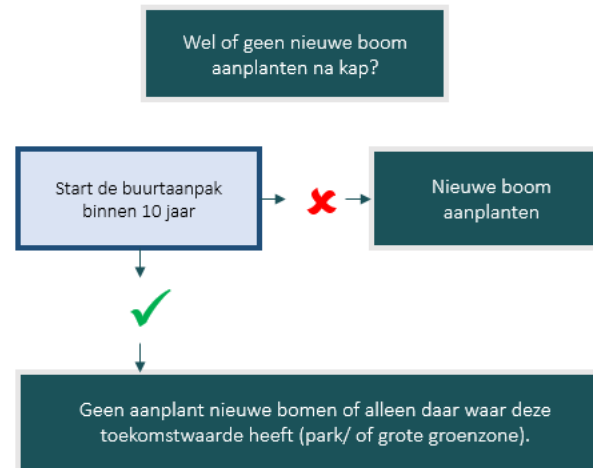 Wel of geen nieuwe boom
aanplanten na kap?
Start de buurtaanpak
binnen 10 jaar
Nieuwe boom
aanplanten
Geen aanplant nieuwe bomen of alleen daar waar deze
toekomstwaarde heeft (park/ of grote groenzone).